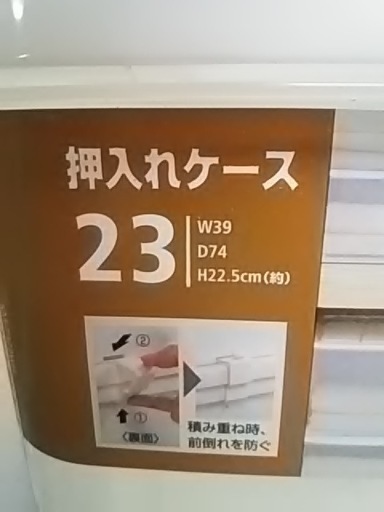 押入れケース
23
W39
D74
H22.5cm(約)
②
①
〈裏面〉
積み重ね時、
前倒れを防ぐ